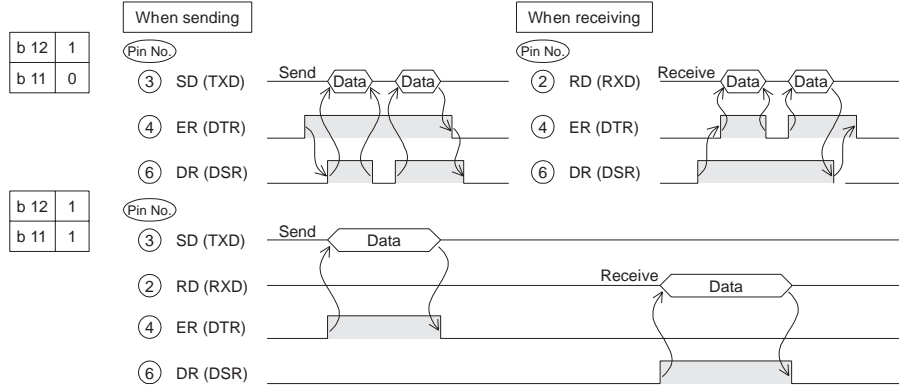 When sending When receiving
b 12 1
b 11 0
Pin No. Pin No.
③ SD (TXD) Send Data Data ② RD (RXD) Receive Data Data
④ ER (DTR) ④ ER (DTR)
⑥ DR (DSR) ⑥ DR (DSR)
b 12 1
b 11 1
Pin No.
③ SD (TXD) Send Data
② RD (RXD) Receive Data
④ ER (DTR)
⑥ DR (DSR)